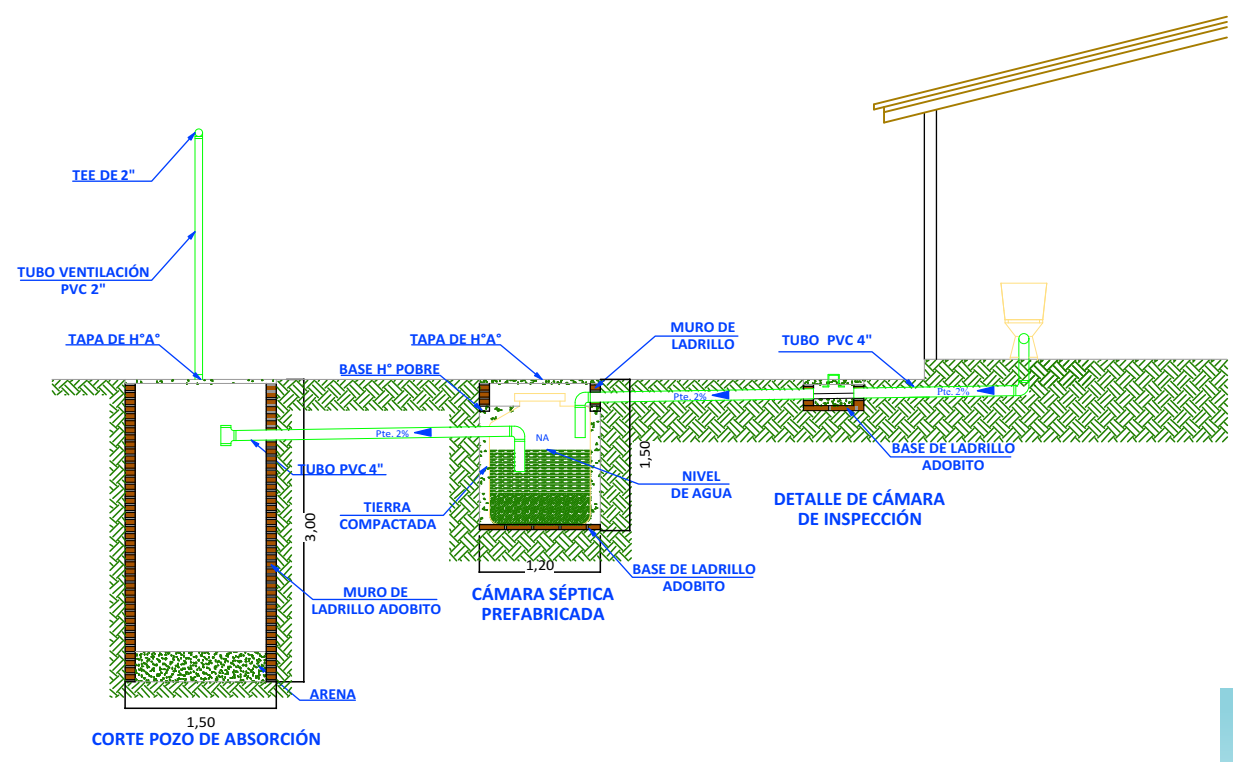 TEE DE 2"
TUBO VENTILACIÓN
PVC 2"
TAPA DE H°A°
BASE H° POBRE
TAPA DE H°A°
MURO DE
LADRILLO
TUBO PVC 4"
Pte. 2%
Pte. 2%
Pte. 2%
NA
TUBO PVC 4"
TIERRA
COMPACTADA
NIVEL
DE AGUA
1,50
BASE DE LADRILLO
ADOBITO
DETALLE DE CÁMARA
DE INSPECCIÓN
3,00
1,20
BASE DE LADRILLO
ADOBITO
CÁMARA SÉPTICA
PREFABRICADA
MURO DE
LADRILLO ADOBITO
ARENA
1,50
CORTE POZO DE ABSORCIÓN